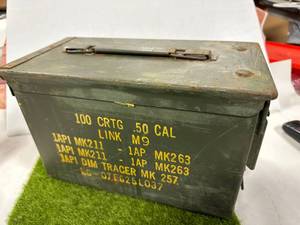 100 CRTG .50 CAL
LINK M9
1API MK211 - 1AP MK263
1API MK211 - 1AP MK263
1API DIM TRACER MK 257